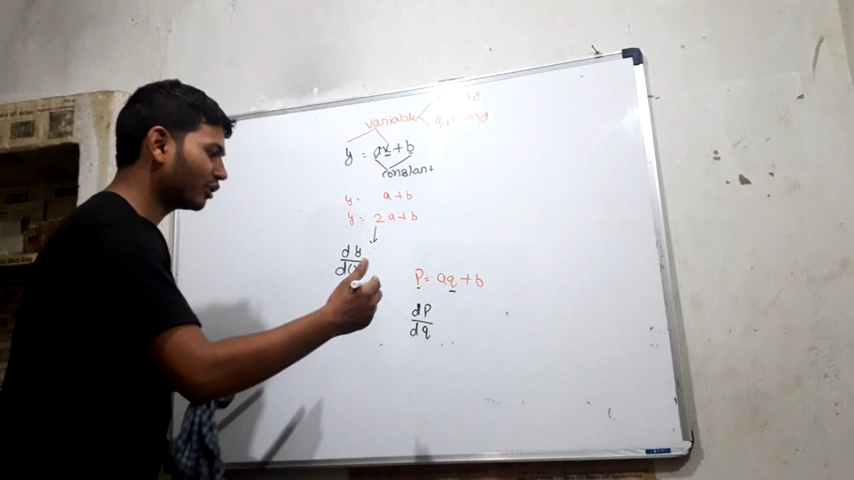 variable
y = ax + b
constant
y = a + b
y = 2a + b
dy
P = aq + b
dP
dq